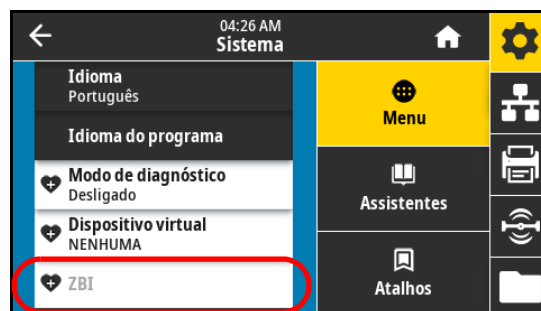 04:26 AM
Sistema
Idioma
Português
Idioma do programa
Modo de diagnóstico
Desligado
Dispositivo virtual
NENHUMA
ZBI
Menu
Assistentes
Atalhos